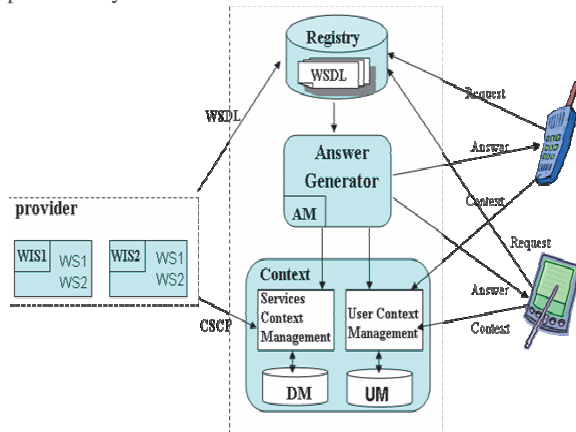 Registry
WSDL
WSDL
Request
Answer
Generator
AM
Answer
Context
Request
provider
WIS1
WS1
WS2
WIS2
WS1
WS2
Context
Services
Context
Management
User Context
Management
Answer
Context
CSCP
DM
UM